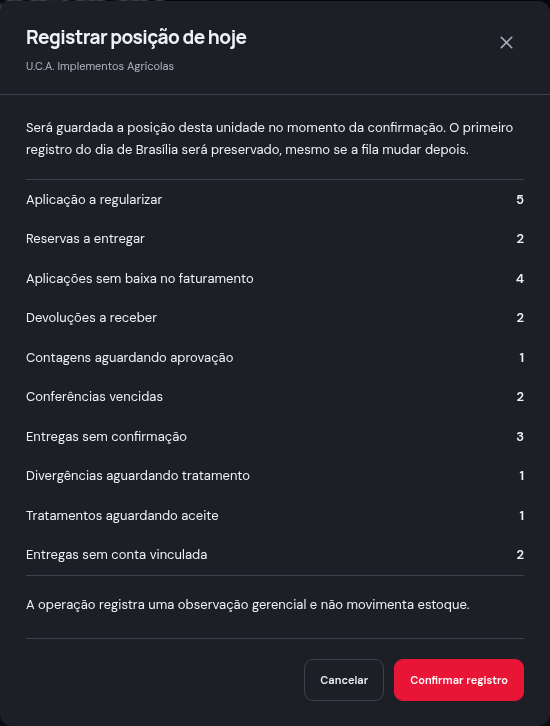 Registrar posição de hoje
U.C.A. Implementos Agrícolas
Será guardada a posição desta unidade no momento da confirmação. O primeiro
registro do dia de Brasília será preservado, mesmo se a fila mudar depois.
Aplicação a regularizar 5
Reservas a entregar 2
Aplicações sem baixa no faturamento 4
Devoluções a receber 2
Contagens aguardando aprovação 1
Conferências vencidas 2
Entregas sem confirmação 3
Divergências aguardando tratamento 1
Tratamentos aguardando aceite 1
Entregas sem conta vinculada 2
A operação registra uma observação gerencial e não movimenta estoque.
Cancelar Confirmar registro